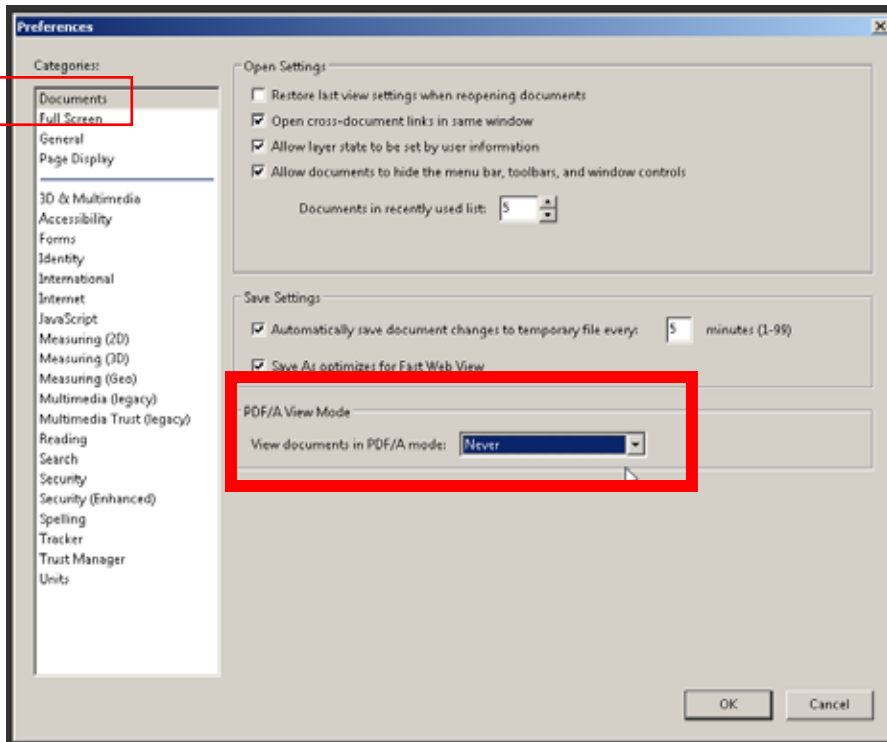 Preferences
Categories:
Documents
Full Screen
General
Page Display
3D & Multimedia
Accessibility
Forms
Identity
International
Internet
JavaScript
Measuring (2D)
Measuring (3D)
Measuring (Geo)
Multimedia (legacy)
Multimedia Trust (legacy)
Reading
Search
Security
Security (Enhanced)
Spelling
Tracker
Trust Manager
Units
Open Settings
Restore last view settings when reopening documents
Open cross-document links in same window
Allow layer state to be set by user information
Allow documents to hide the menu bar, toolbars, and window controls
Documents in recently used list: 5
Save Settings
Automatically save document changes to temporary file every: 5 minutes (1-99)
Save As optimizes for Fast Web View
PDF/A View Mode
View documents in PDF/A mode: Never
OK Cancel